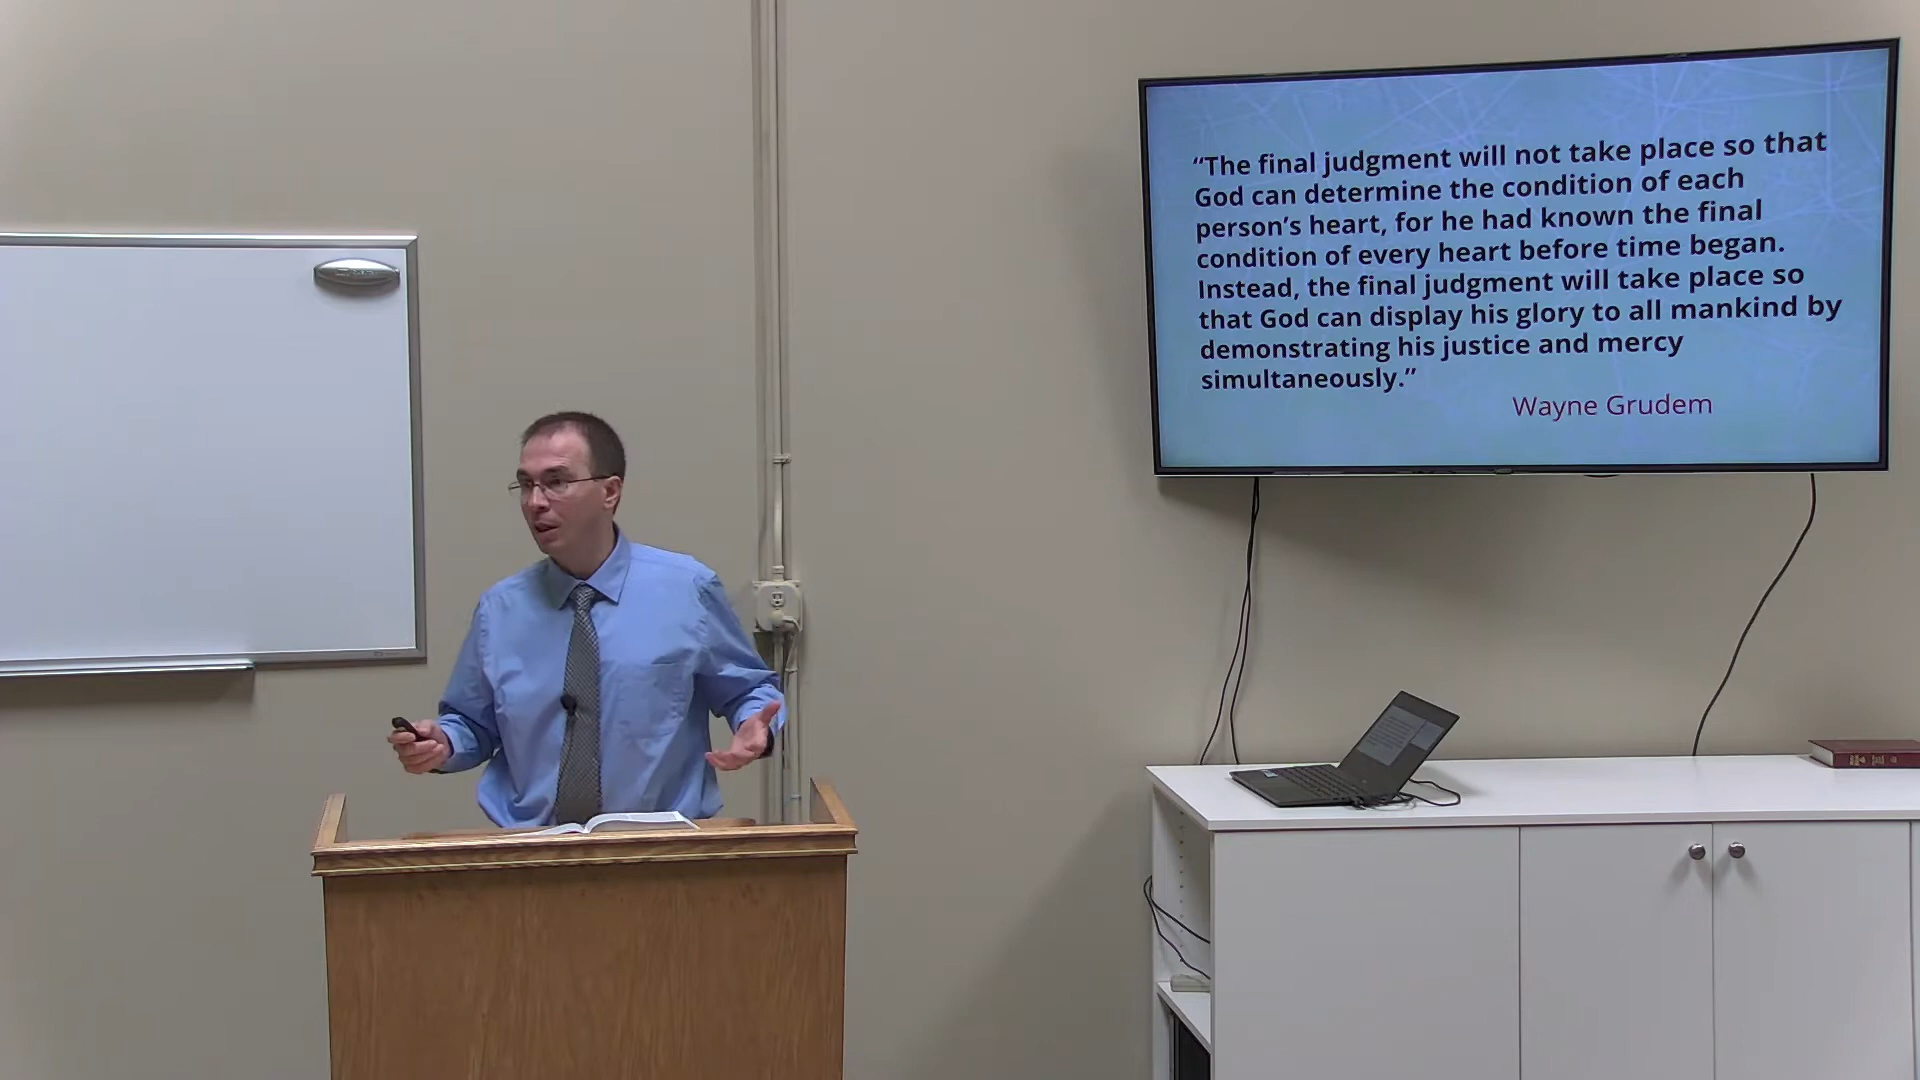 “The final judgment will not take place so that
God can determine the condition of each
person’s heart, for he had known the final
condition of every heart before time began.
Instead, the final judgment will take place so
that God can display his glory to all mankind by
demonstrating his justice and mercy
simultaneously.”
Wayne Grudem